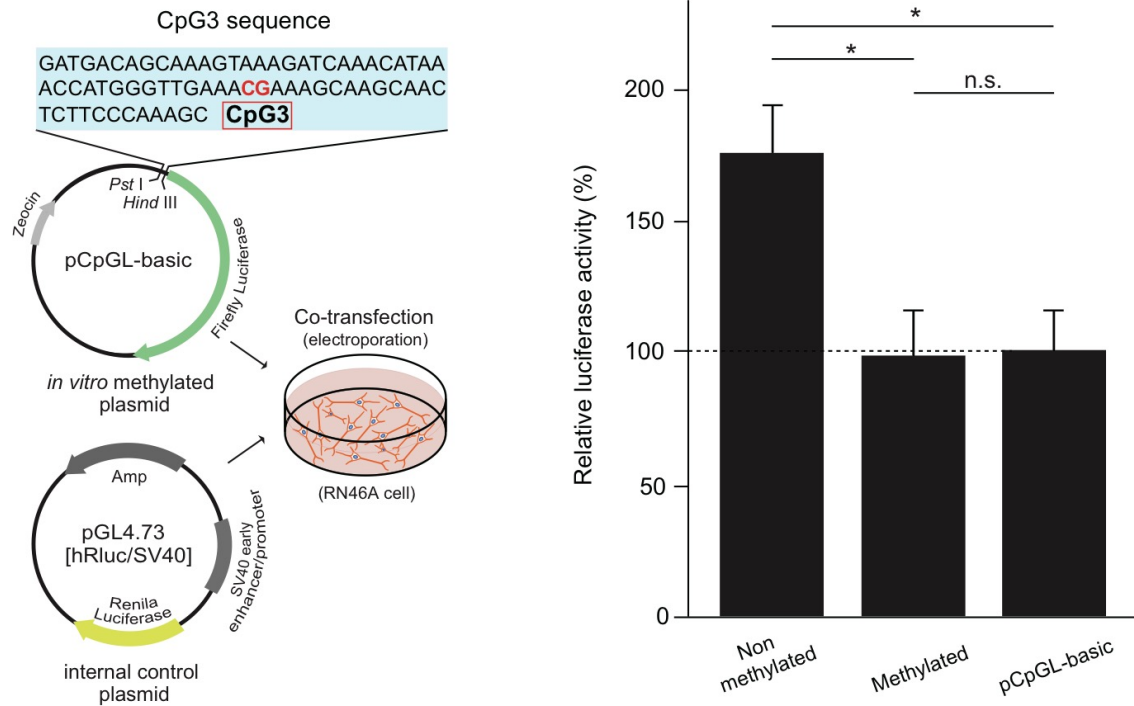 CpG3 sequence
GATGACAGCAAAGTAAAGATCAAACATAA
ACCATGGGTTGAAACGAAAGCAAGCAAC
TCTTCCCAAAGC CpG3
Pst I
Hind III
Zeocin
pCpGL-basic
Firefly Luciferase
in vitro methylated
plasmid
Co-transfection
(electroporation)
(RN46A cell)
Amp
pGL4.73
[hRluc/SV40]
SV40 early
enhancer/promoter
Renila
Luciferase
internal control
plasmid
*
*
n.s.
Relative luciferase activity (%)
200
150
100
50
0
Non
methylated
Methylated
pCpGL-basic